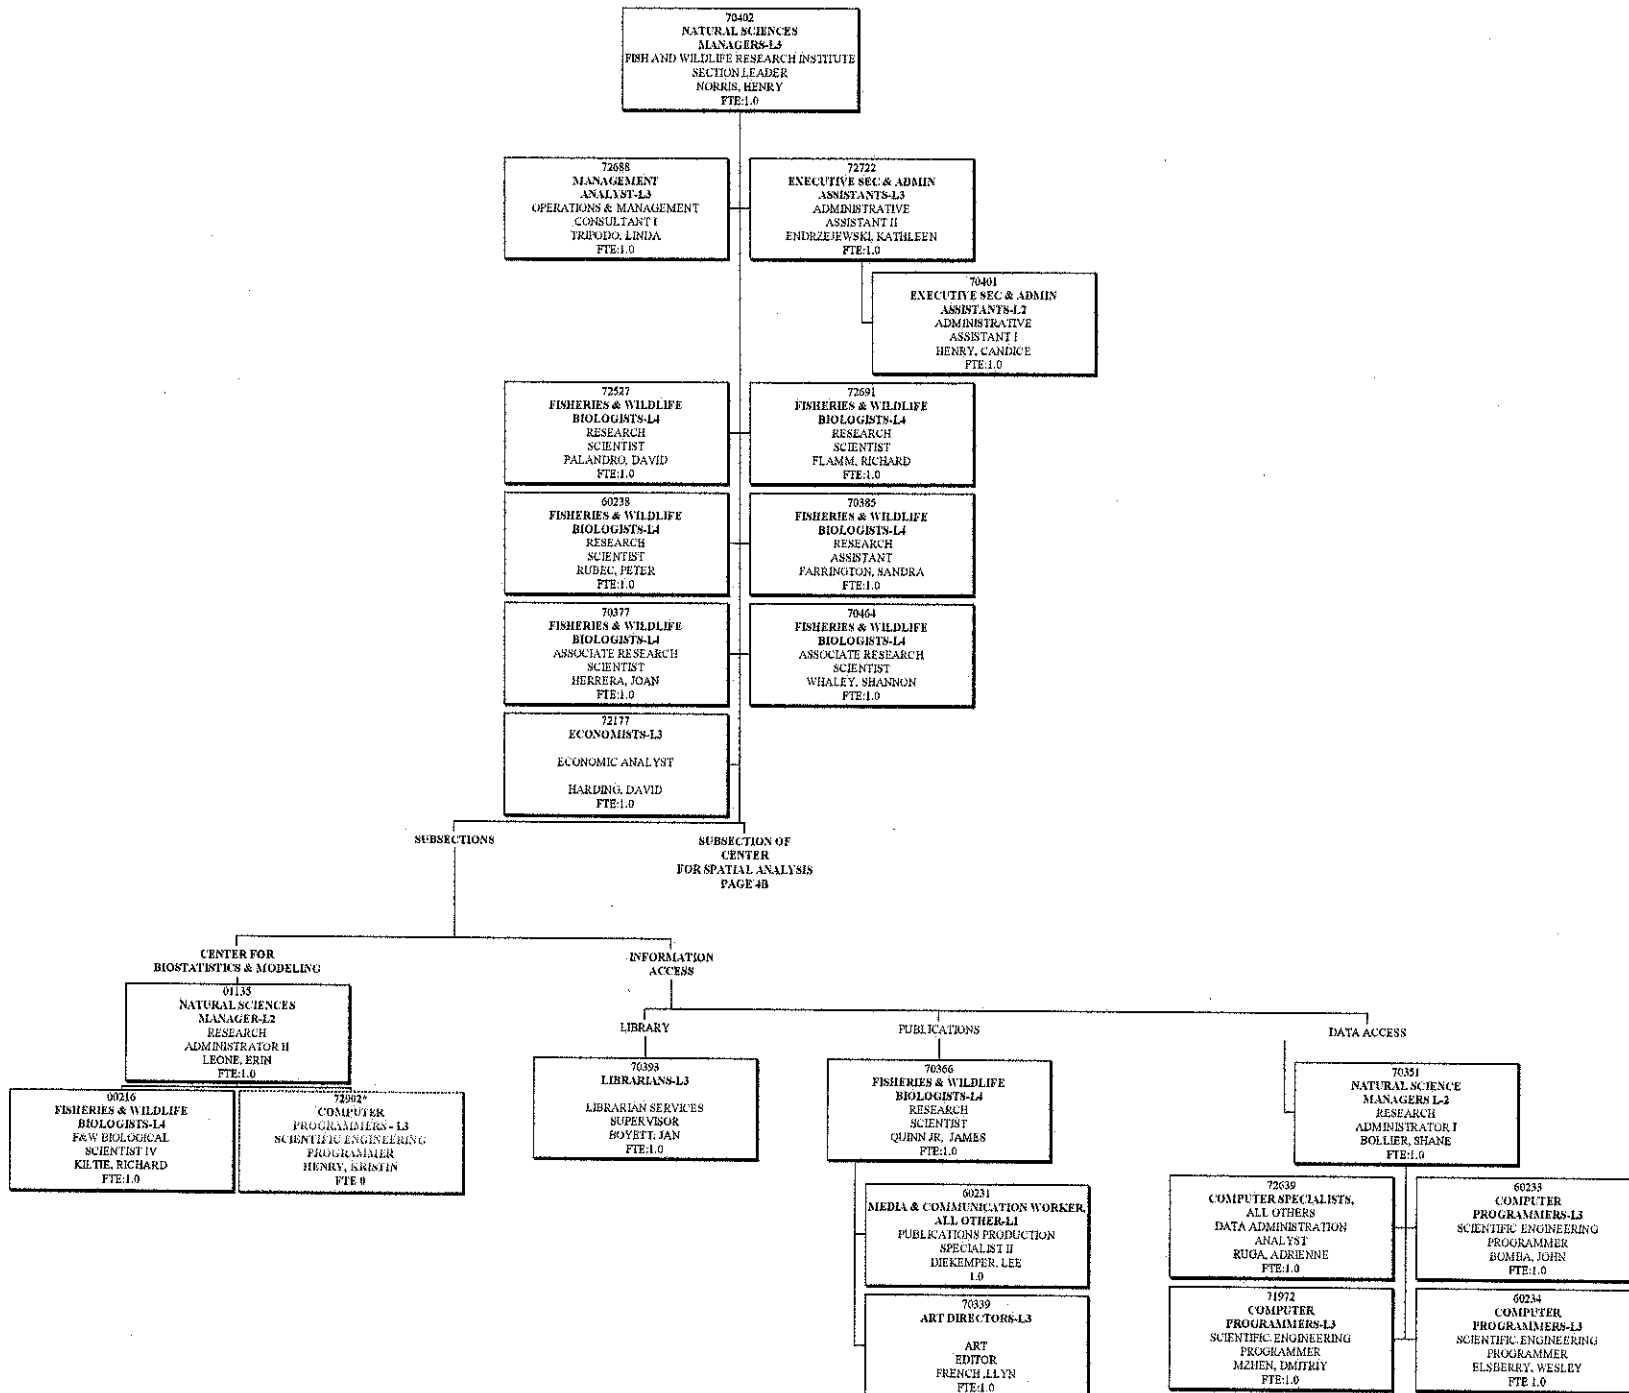 70402
NATURAL SCIENCES
MANAGERS-L3
FISH AND WILDLIFE RESEARCH INSTITUTE
SECTION LEADER
NORRIS, HENRY
FTE:1.0
72688
MANAGEMENT
ANALYST-L3
OPERATIONS & MANAGEMENT
CONSULTANT I
TRIPODO, LINDA
FTE:1.0
72722
EXECUTIVE SEC & ADMIN
ASSISTANTS-L3
ADMINISTRATIVE
ASSISTANT II
ENDRZEJEWSKI, KATHLEEN
FTE:1.0
70401
EXECUTIVE SEC & ADMIN
ASSISTANTS-L2
ADMINISTRATIVE
ASSISTANT I
HENRY, CANDICE
FTE:1.0
72527
FISHERIES & WILDLIFE
BIOLOGISTS-L4
RESEARCH
SCIENTIST
PALANDRO, DAVID
FTE:1.0
72691
FISHERIES & WILDLIFE
BIOLOGISTS-L4
RESEARCH
SCIENTIST
FLAMM, RICHARD
FTE:1.0
60238
FISHERIES & WILDLIFE
BIOLOGISTS-L4
RESEARCH
SCIENTIST
RUBEC, PETER
FTE:1.0
70385
FISHERIES & WILDLIFE
BIOLOGISTS-L4
RESEARCH
ASSISTANT
FARRINGTON, SANDRA
FTE:1.0
70377
FISHERIES & WILDLIFE
BIOLOGISTS-L4
ASSOCIATE RESEARCH
SCIENTIST
HERRERA, JOAN
FTE:1.0
70464
FISHERIES & WILDLIFE
BIOLOGISTS-L4
ASSOCIATE RESEARCH
SCIENTIST
WHALEY, SHANNON
FTE:1.0
72177
ECONOMISTS-L3
ECONOMIC ANALYST
HARDING, DAVID
FTE:1.0
SUBSECTIONS
SUBSECTION OF
CENTER
FOR SPATIAL ANALYSIS
PAGE 4B
CENTER FOR
BIOSTATISTICS & MODELING
INFORMATION
ACCESS
01135
NATURAL SCIENCES
MANAGER-L2
RESEARCH
ADMINISTRATOR II
LEONE, ERIN
FTE:1.0
00216
FISHERIES & WILDLIFE
BIOLOGISTS-L4
F&W BIOLOGICAL
SCIENTIST IV
KILTIE, RICHARD
FTE:1.0
72902*
COMPUTER
PROGRAMMERS - L3
SCIENTIFIC ENGINEERING
PROGRAMMER
HENRY, KRISTIN
FTE 0
LIBRARY
PUBLICATIONS
DATA ACCESS
70393
LIBRARIANS-L3
LIBRARIAN SERVICES
SUPERVISOR
BOYETT, JAN
FTE:1.0
70366
FISHERIES & WILDLIFE
BIOLOGISTS-L4
RESEARCH
SCIENTIST
QUINN JR, JAMES
FTE:1.0
60231
MEDIA & COMMUNICATION WORKER,
ALL OTHER-L1
PUBLICATIONS PRODUCTION
SPECIALIST II
DIEKEMPER, LEE
1.0
70339
ART DIRECTORS-L3
ART
EDITOR
FRENCH ,LLYN
FTE:1.0
70351
NATURAL SCIENCE
MANAGERS L-2
RESEARCH
ADMINISTRATOR I
BOLLIER, SHANE
FTE:1.0
72639
COMPUTER SPECIALISTS,
ALL OTHERS
DATA ADMINISTRATION
ANALYST
RUGA, ADRIENNE
FTE:1.0
60233
COMPUTER
PROGRAMMERS-L3
SCIENTIFIC ENGINEERING
PROGRAMMER
BOMBA, JOHN
FTE:1.0
71972
COMPUTER
PROGRAMMERS-L3
SCIENTIFIC ENGINEERING
PROGRAMMER
MZHEN, DMITRIY
FTE:1.0
60234
COMPUTER
PROGRAMMERS-L3
SCIENTIFIC ENGINEERING
PROGRAMMER
ELSBERRY, WESLEY
FTE 1.0